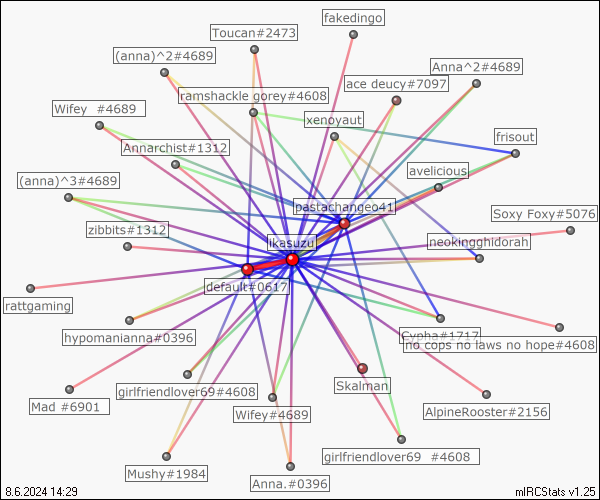 fakedingo
Toucan#2473
(anna)^2#4689
Anna^2#4689
ace deucy#7097
ramshackle gorey#4608
Wifey  #4689
xenoyaut
frisout
Annarchist#1312
avelicious
(anna)^3#4689
pastachangeo41
Soxy Foxy#5076
zibbits#1312
ikasuzu
neokingghidorah
default#0617
rattgaming
hypomanianna#0396
Cypha#1717
no cops no laws no hope#4608
Skalman
girlfriendlover69#4608
Mad #6901
Wifey#4689
AlpineRooster#2156
girlfriendlover69  #4608
Mushy#1984
Anna.#0396
8.6.2024 14:29
mIRCStats v1.25